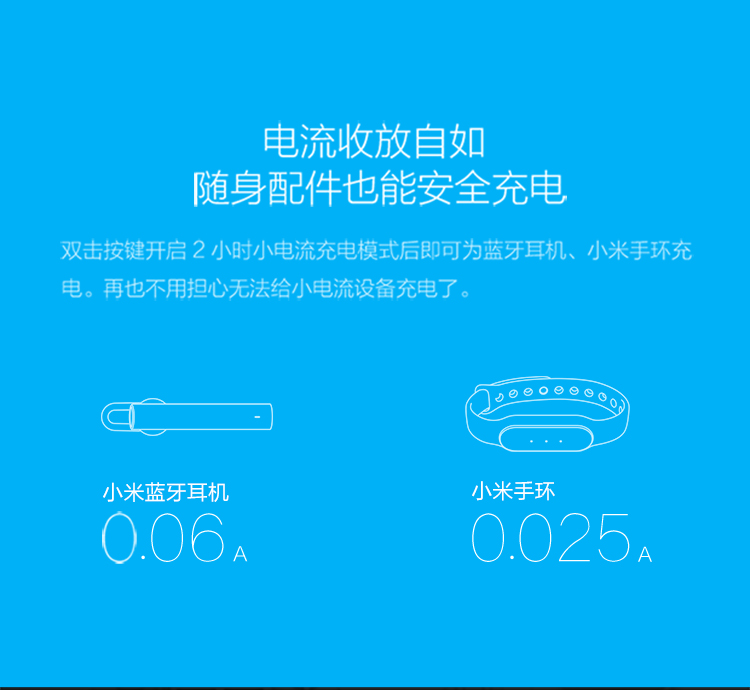 电流收放自如
随身配件也能安全充电
双击按键开启 2 小时小电流充电模式后即可为蓝牙耳机、小米手环充
电。再也不用担心无法给小电流设备充电了。
小米蓝牙耳机
0.06 A
小米手环
0.025 A